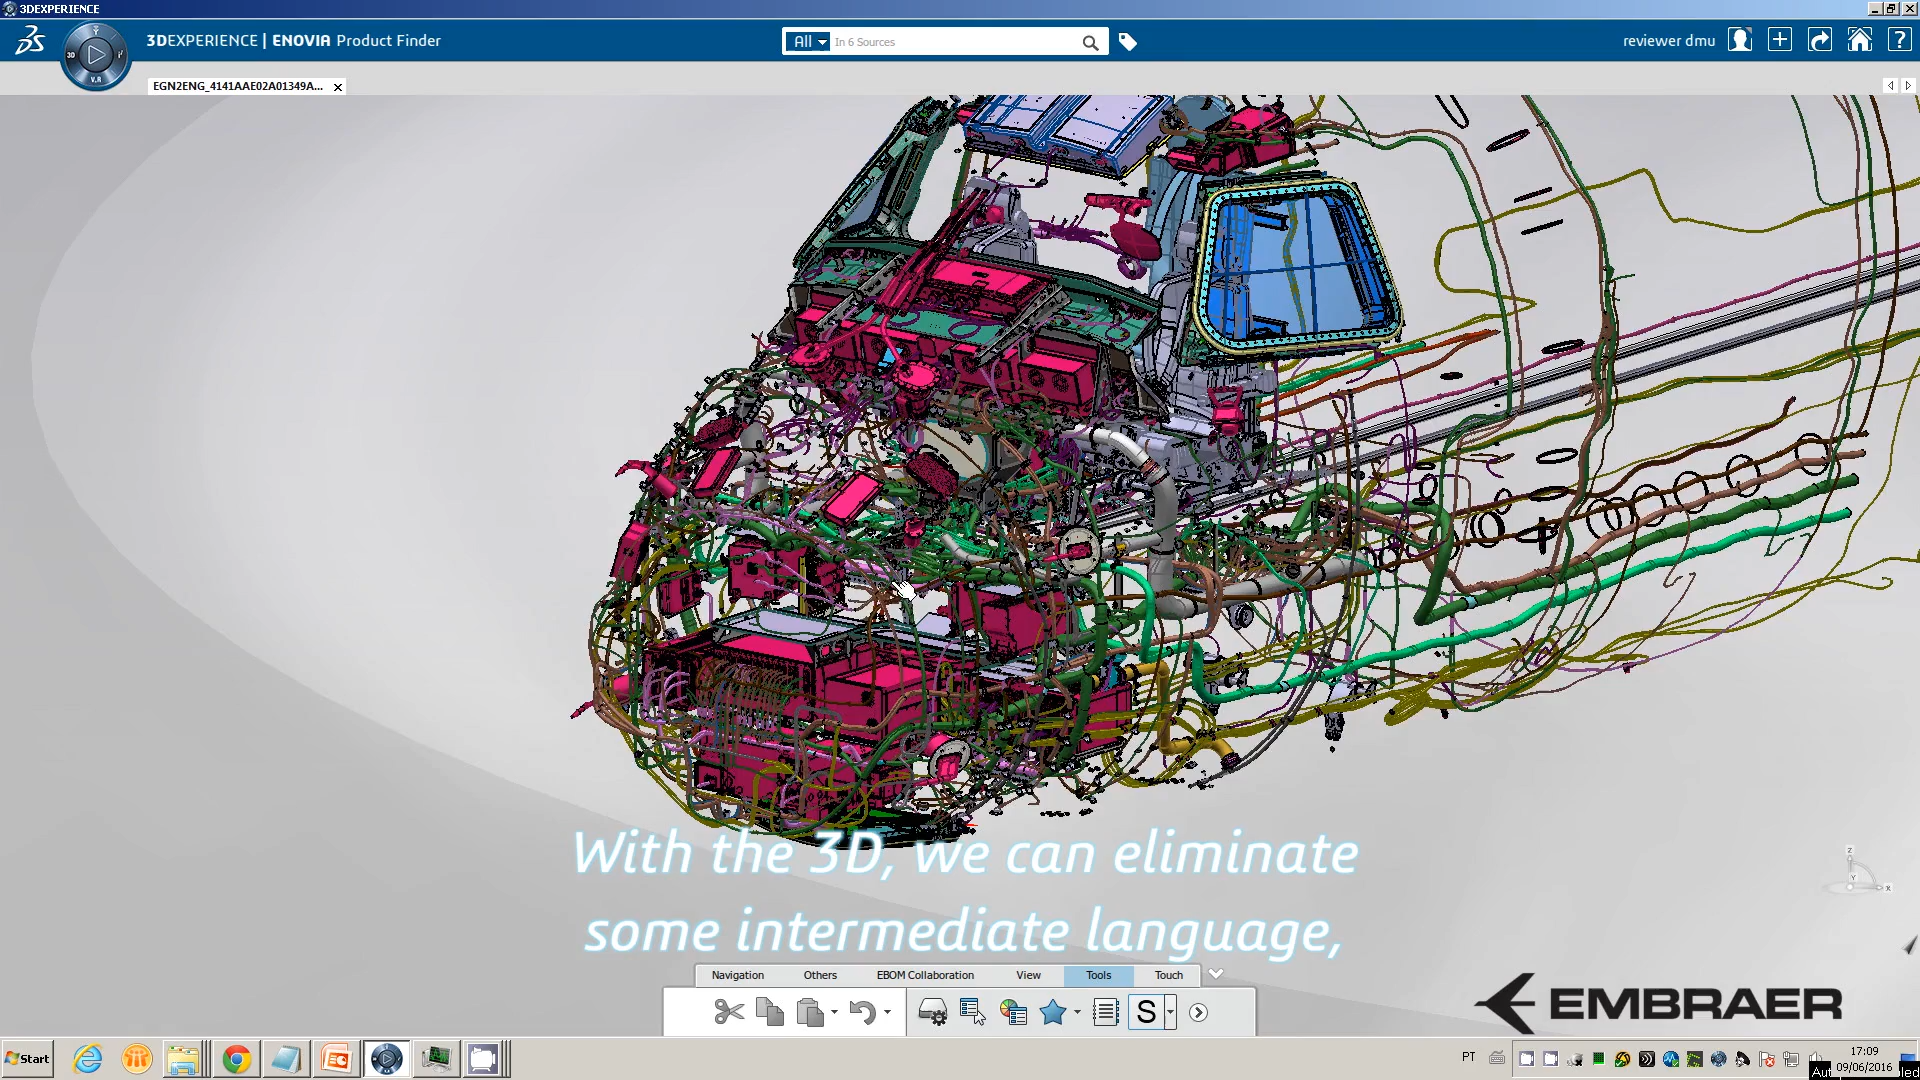 3DEXPERIENCE
3DEXPERIENCE | ENOVIA Product Finder
All
In 6 Sources
reviewer dmu
3D
V.R
EGN2ENG_4141AAE02A01349A...
With the 3D, we can eliminate
some intermediate language,
Z
Y
X
Navigation
Others
EBOM Collaboration
View
Tools
Touch
S
EMBRAER
Start
PT
17:09
09/06/2016